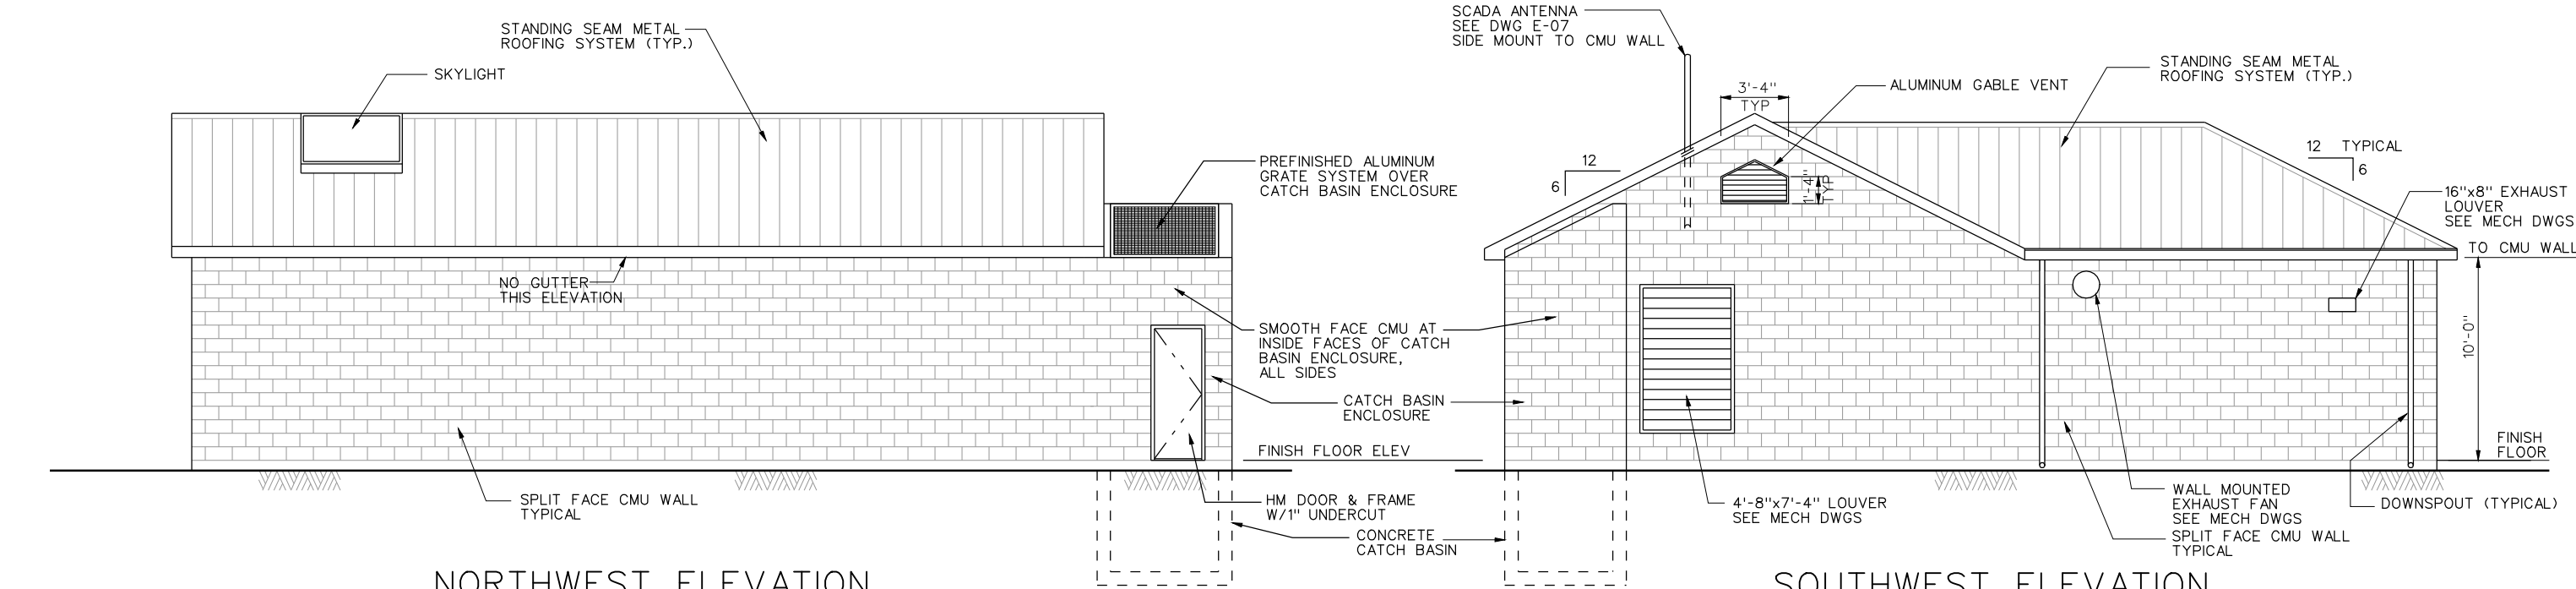 STANDING SEAM METAL
ROOFING SYSTEM (TYP.)
SKYLIGHT
NO GUTTER
THIS ELEVATION
PREFINISHED ALUMINUM
GRATE SYSTEM OVER
CATCH BASIN ENCLOSURE
SMOOTH FACE CMU AT
INSIDE FACES OF CATCH
BASIN ENCLOSURE,
ALL SIDES
CATCH BASIN
ENCLOSURE
FINISH FLOOR ELEV
SPLIT FACE CMU WALL
TYPICAL
HM DOOR & FRAME
W/1" UNDERCUT
CONCRETE
CATCH BASIN
NORTHWEST ELEVATION
SCADA ANTENNA
SEE DWG E-07
SIDE MOUNT TO CMU WALL
3'-4"
TYP
ALUMINUM GABLE VENT
STANDING SEAM METAL
ROOFING SYSTEM (TYP.)
12
6
1'-4"
TYP
12 TYPICAL
6
16"x8" EXHAUST
LOUVER
SEE MECH DWGS
TO CMU WALL
10'-0"
FINISH
FLOOR
4'-8"x7'-4" LOUVER
SEE MECH DWGS
WALL MOUNTED
EXHAUST FAN
SEE MECH DWGS
SPLIT FACE CMU WALL
TYPICAL
DOWNSPOUT (TYPICAL)
SOUTHWEST ELEVATION